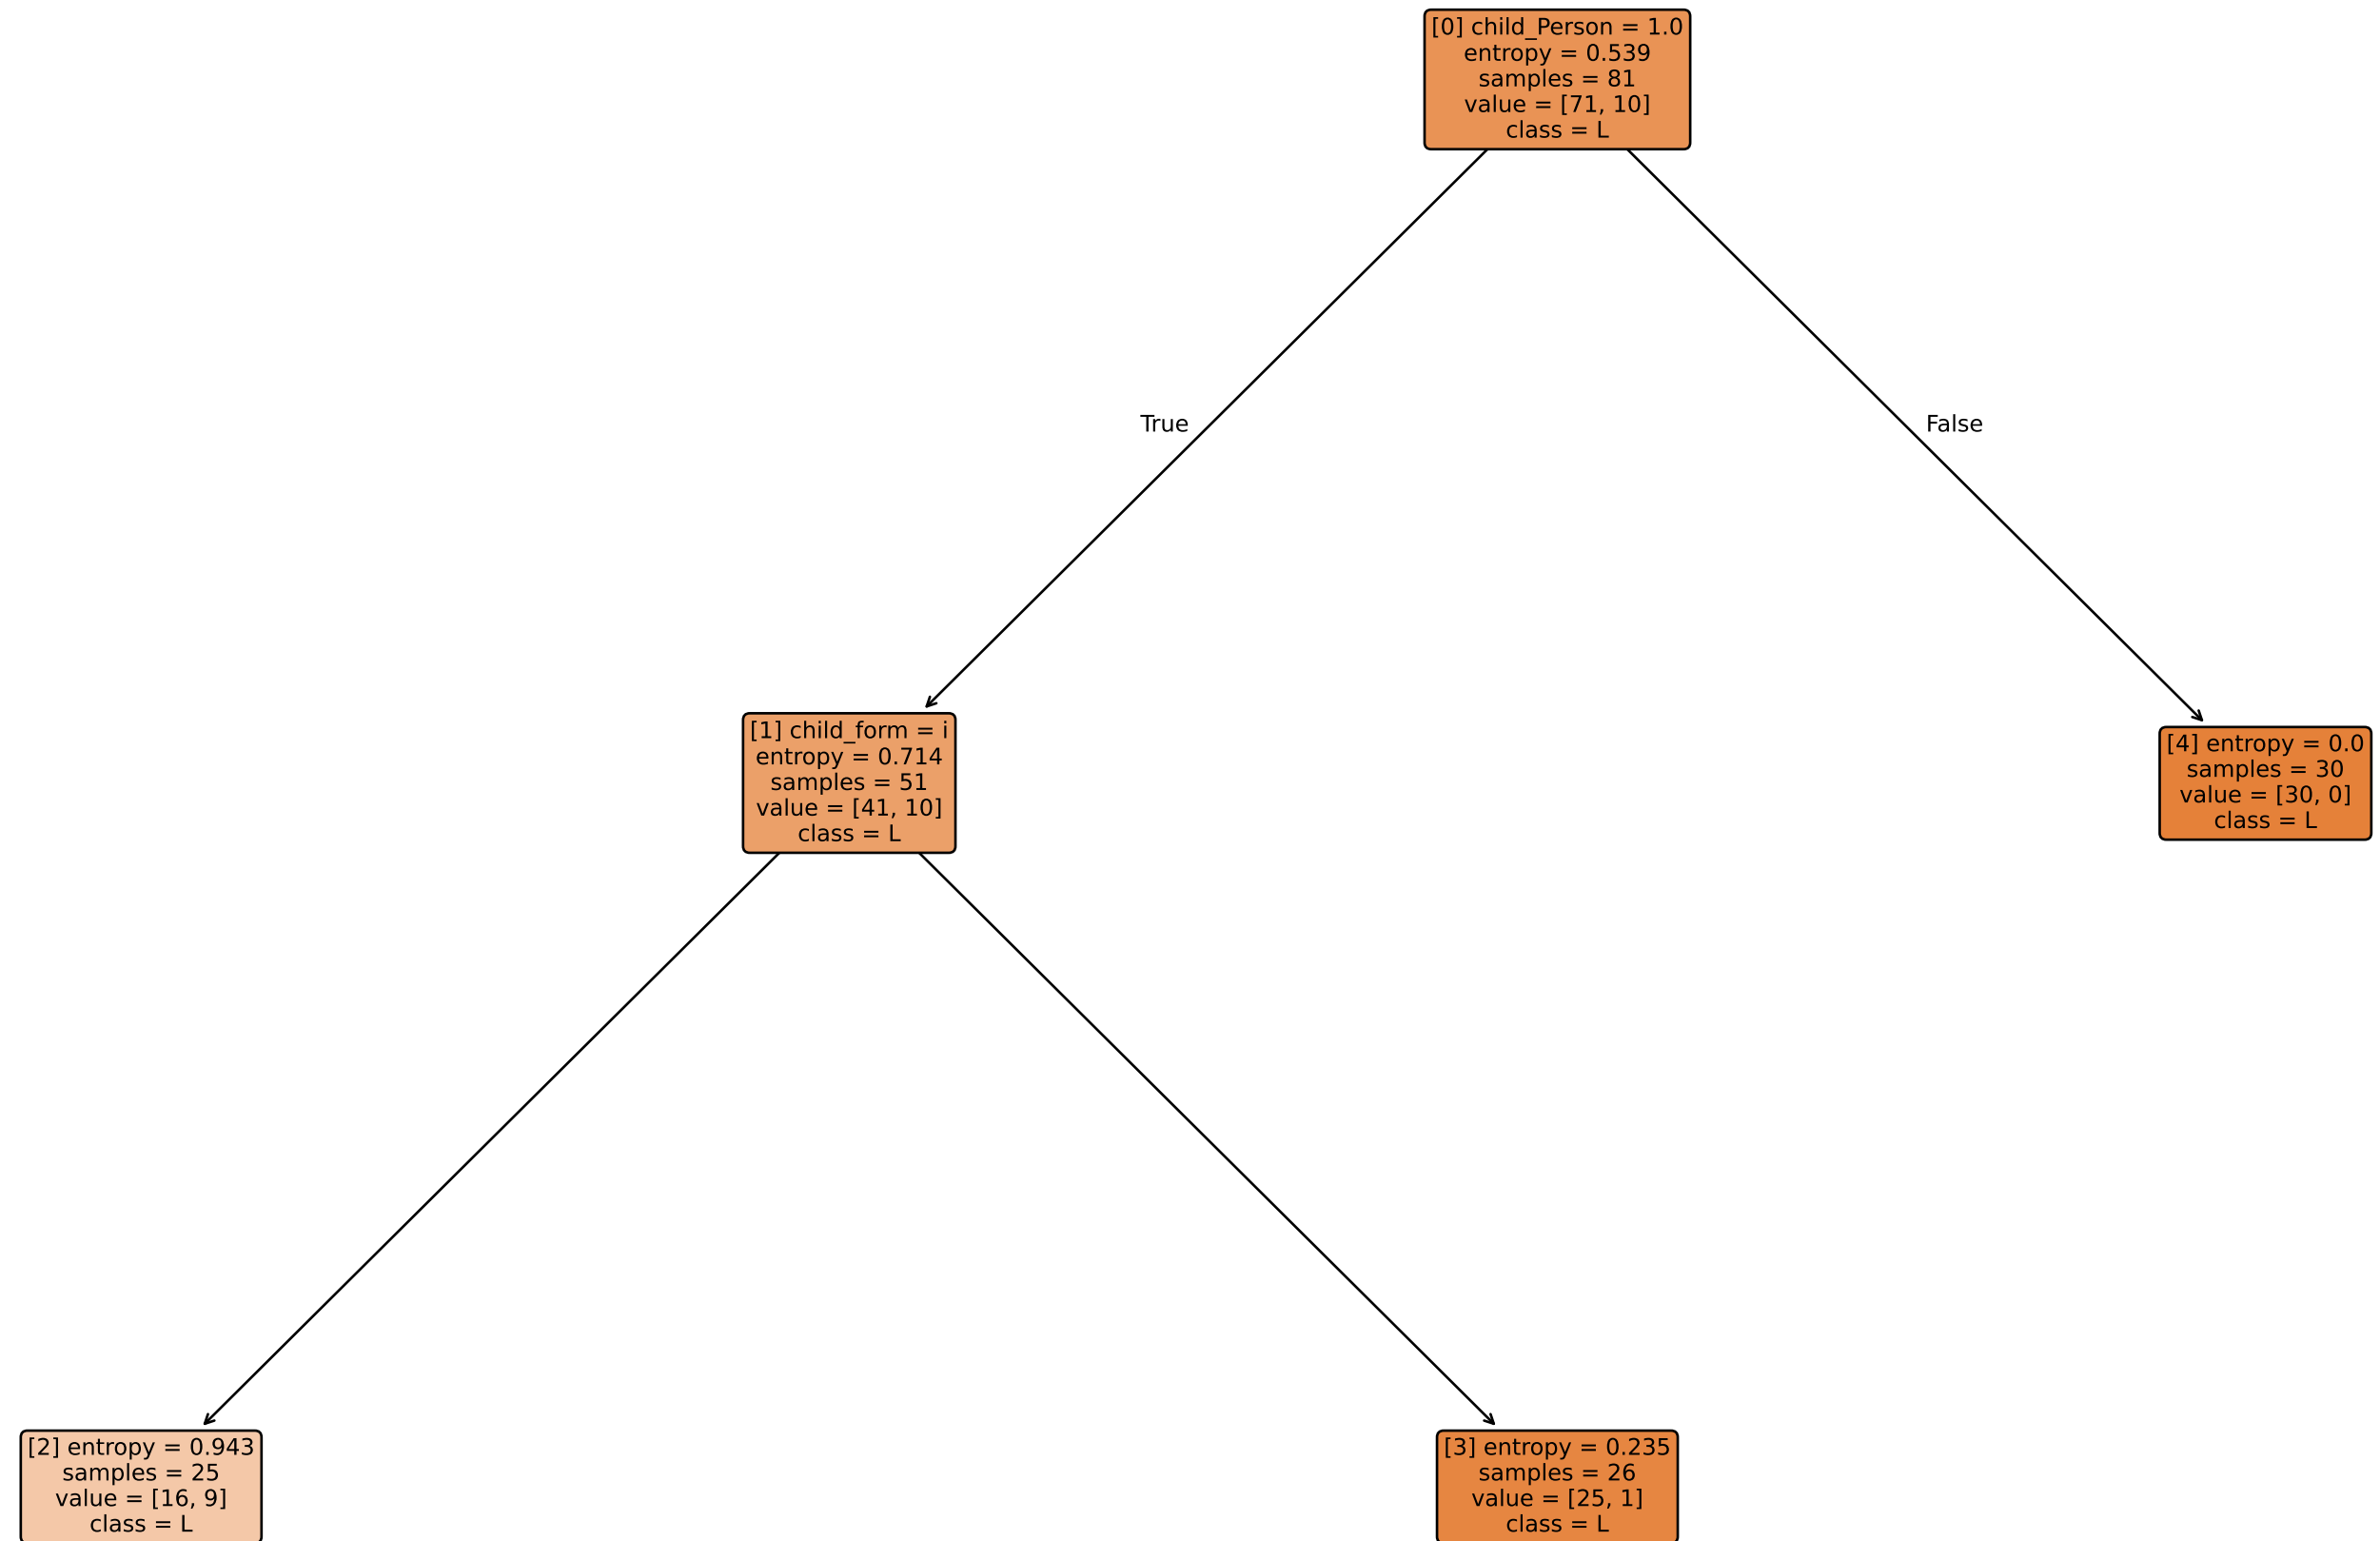 [0] child_Person = 1.0
entropy = 0.539
samples = 81
value = [71, 10]
class = L
True
False
[1] child_form = i
entropy = 0.714
samples = 51
value = [41, 10]
class = L
[4] entropy = 0.0
samples = 30
value = [30, 0]
class = L
[2] entropy = 0.943
samples = 25
value = [16, 9]
class = L
[3] entropy = 0.235
samples = 26
value = [25, 1]
class = L